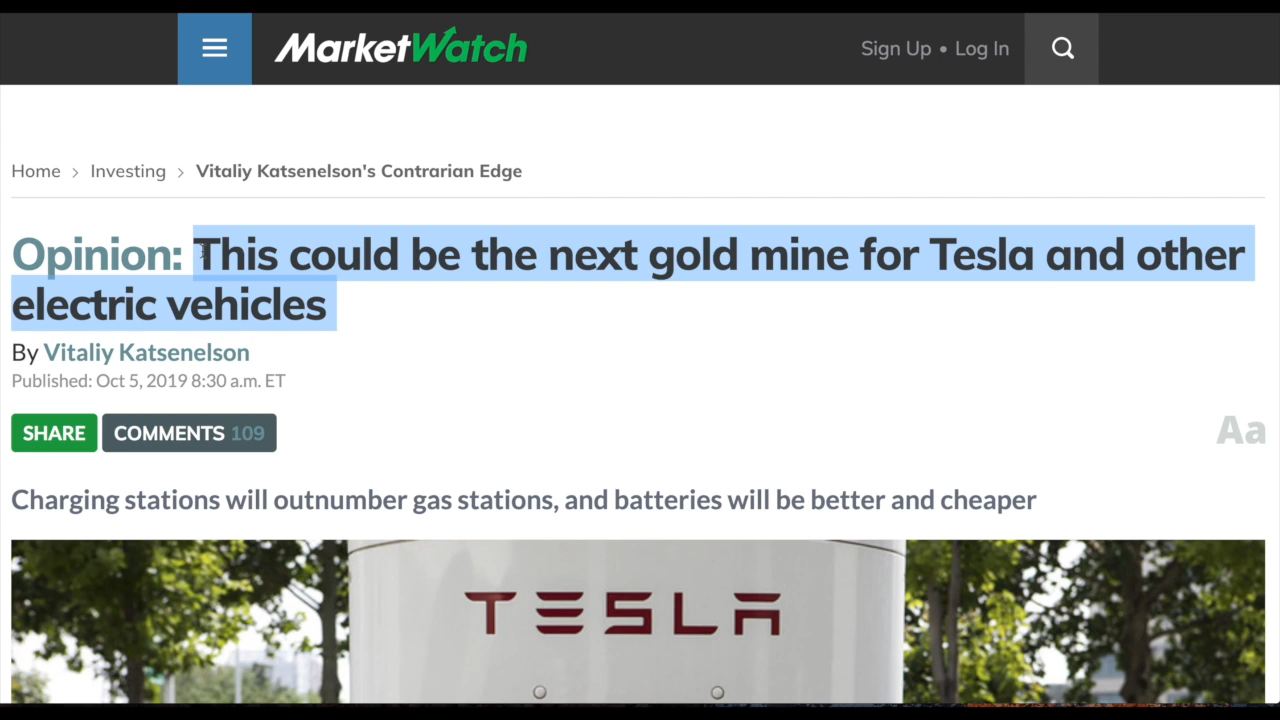 MarketWatch
Sign Up • Log In
Home > Investing > Vitaliy Katsenelson's Contrarian Edge
Opinion: This could be the next gold mine for Tesla and other
electric vehicles
By Vitaliy Katsenelson
Published: Oct 5, 2019 8:30 a.m. ET
SHARE COMMENTS 109
Aa
Charging stations will outnumber gas stations, and batteries will be better and cheaper
TESLA